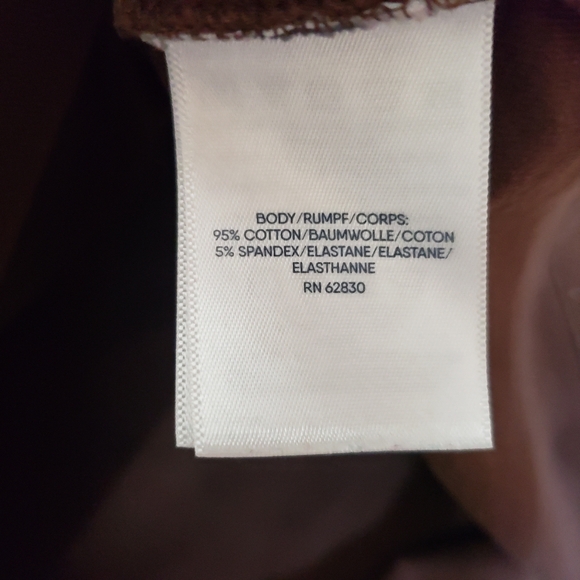 BODY/RUMPF/CORPS:
95% COTTON/BAUMWOLLE/COTON
5% SPANDEX/ELASTANE/ELASTANE/
ELASTHANNE
RN 62830